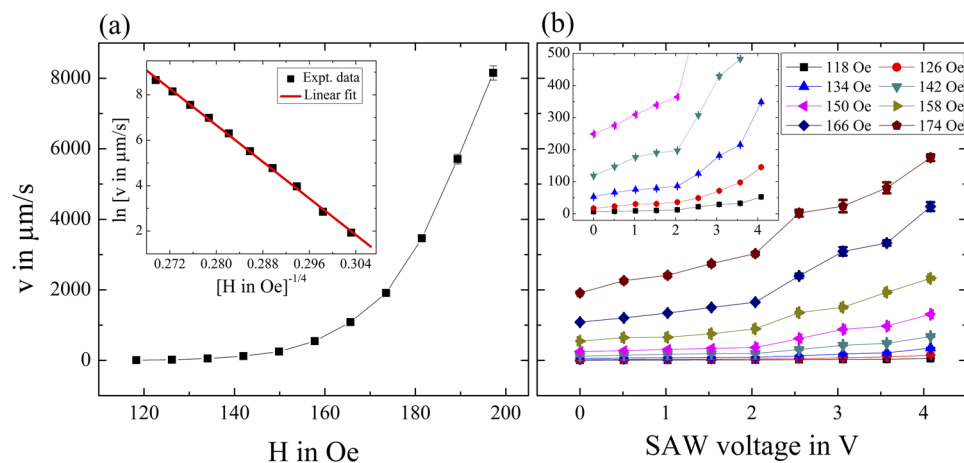 (a)
(b)
8000
6000
4000
2000
0
v in μm/s
120
140
160
180
200
H in Oe
8
6
4
2
ln [v in μm/s]
0.272
0.280
0.288
0.296
0.304
[H in Oe]^-1/4
Expt. data
Linear fit
500
400
300
200
100
0
0
1
2
3
4
118 Oe
126 Oe
134 Oe
142 Oe
150 Oe
158 Oe
166 Oe
174 Oe
0
1
2
3
4
SAW voltage in V